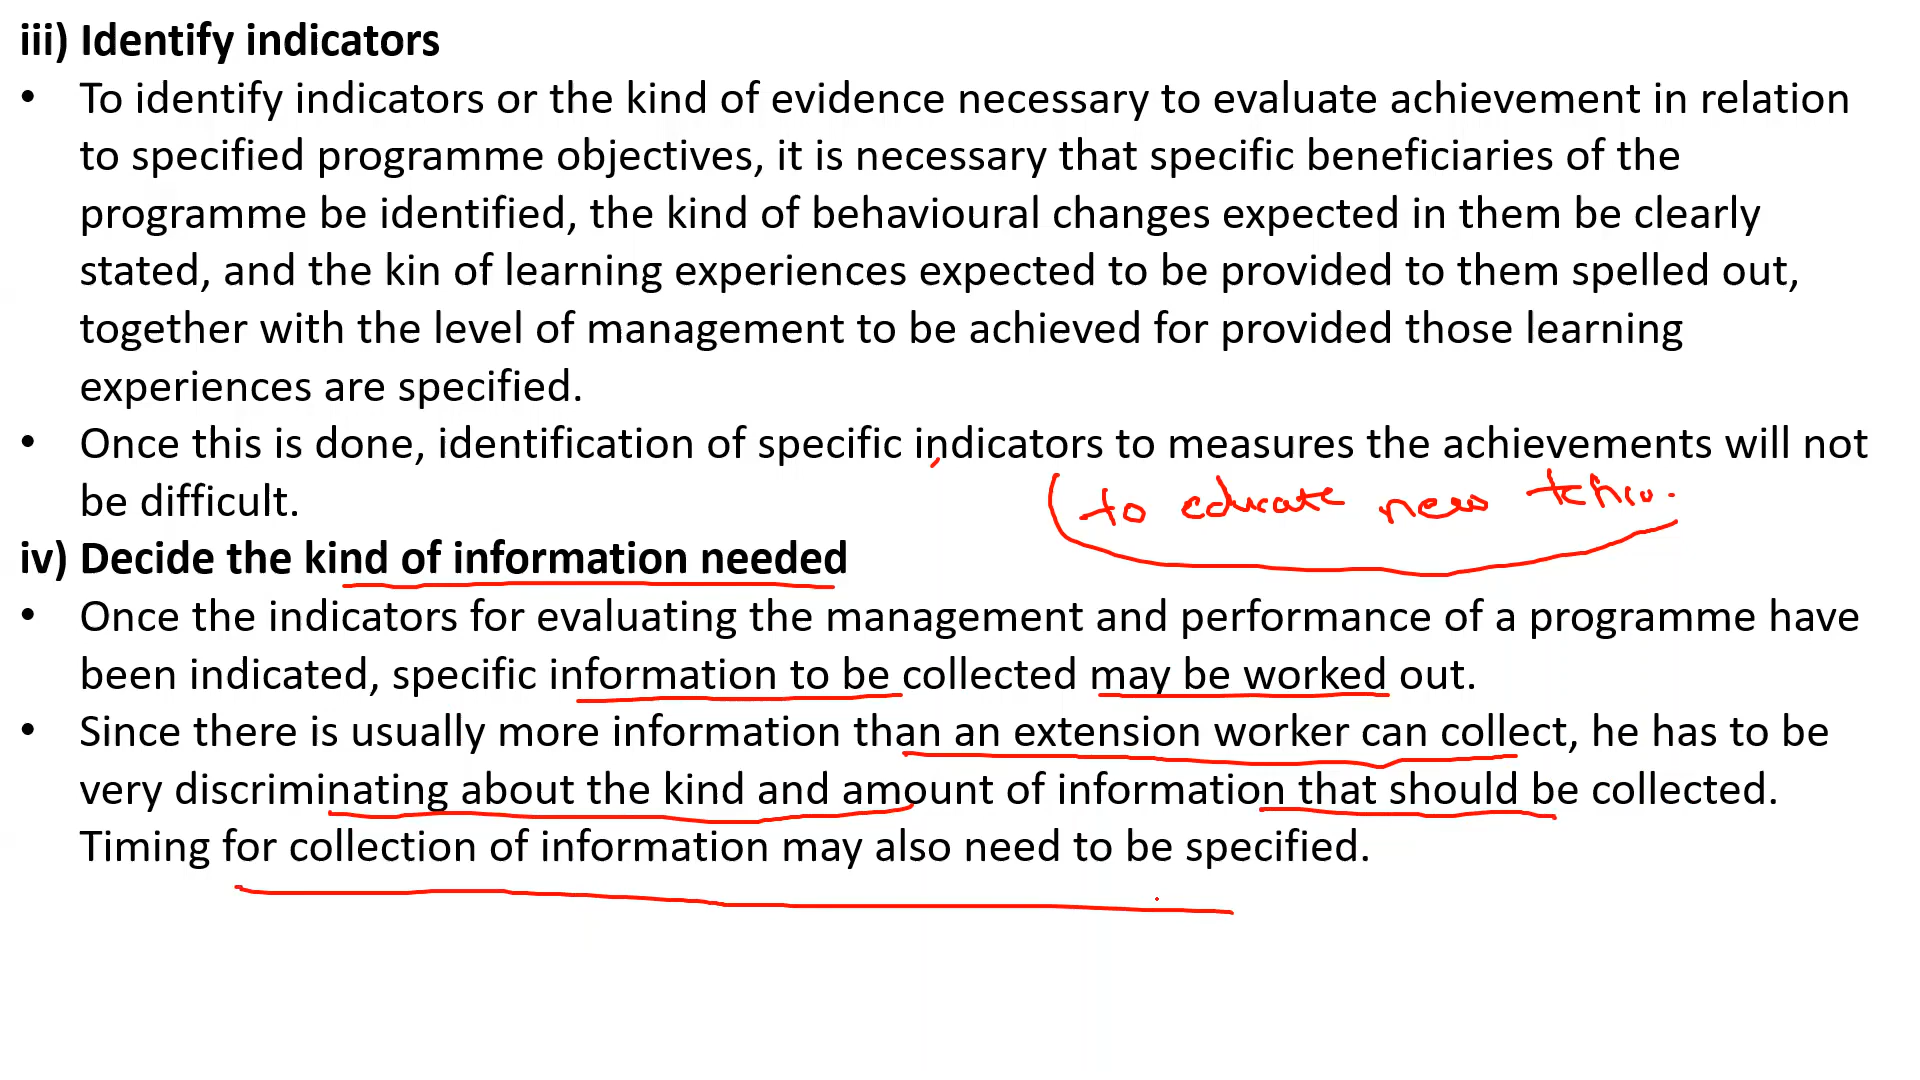 iii) Identify indicators
• To identify indicators or the kind of evidence necessary to evaluate achievement in relation
to specified programme objectives, it is necessary that specific beneficiaries of the
programme be identified, the kind of behavioural changes expected in them be clearly
stated, and the kin of learning experiences expected to be provided to them spelled out,
together with the level of management to be achieved for provided those learning
experiences are specified.
• Once this is done, identification of specific indicators to measures the achievements will not
be difficult.
to educate new
iv) Decide the kind of information needed
• Once the indicators for evaluating the management and performance of a programme have
been indicated, specific information to be collected may be worked out.
• Since there is usually more information than an extension worker can collect, he has to be
very discriminating about the kind and amount of information that should be collected.
Timing for collection of information may also need to be specified.